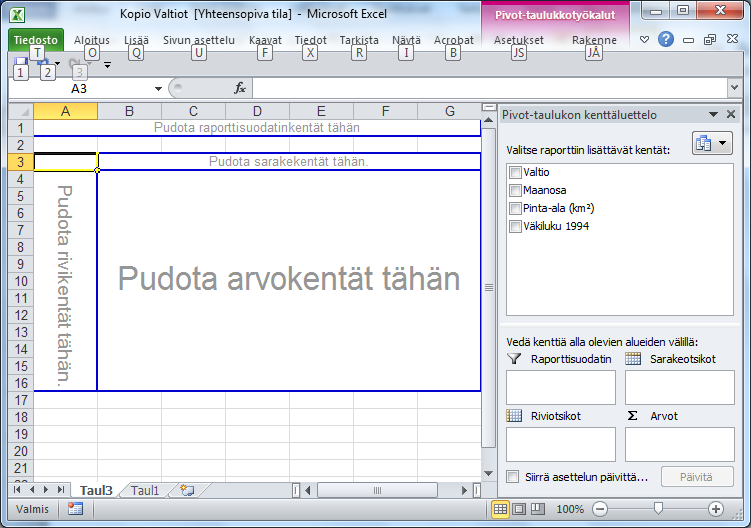 Kopio Valtiot  [Yhteensopiva tila]  -  Microsoft Excel
Pivot-taulukkotyökalut
Tiedosto Aloitus Lisää Sivun asettelu Kaavat Tiedot Tarkista Näytä Acrobat Asetukset Rakenne
T O Q U F X R I B JS JÅ
1 2 3
A3 fx
A B C D E F G
1 Pudota raporttisuodatinkentät tähän
2
3 Pudota sarakekentät tähän.
4
5
6
7
8
9
10
11
12
13
14
15
16
17
18
19
20
21
Pudota rivikentät tähän.
Pudota arvokentät tähän
Pivot-taulukon kenttäluettelo
Valitse raporttiin lisättävät kentät:
Valtio
Maanosa
Pinta-ala (km²)
Väkiluku 1994
Vedä kenttiä alla olevien alueiden välillä:
Raporttisuodatin Sarakeotsikot
Riviotsikot Σ Arvot
Siirrä asettelun päivittä... Päivitä
Taul3 Taul1
Valmis 100%